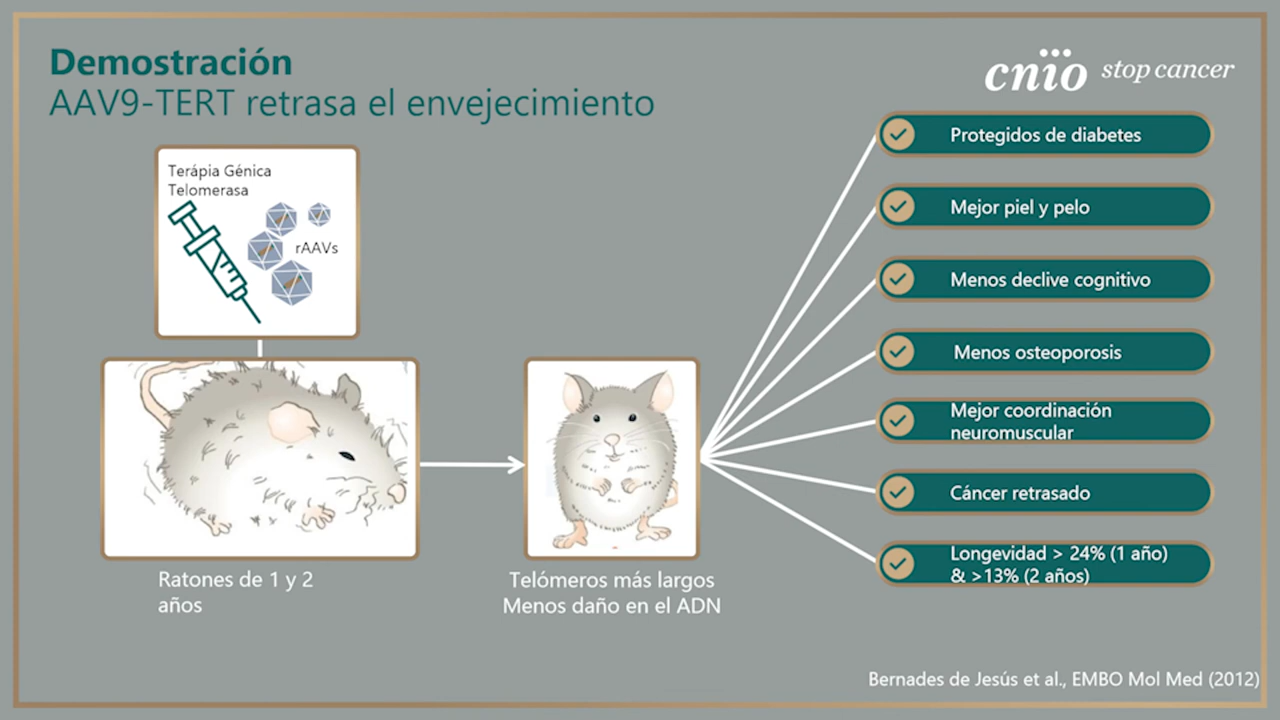 Demostración
AAV9-TERT retrasa el envejecimiento
cnio stop cancer
Terápia Génica
Telomerasa
rAAVs
Ratones de 1 y 2
años
Telómeros más largos
Menos daño en el ADN
Protegidos de diabetes
Mejor piel y pelo
Menos declive cognitivo
Menos osteoporosis
Mejor coordinación
neuromuscular
Cáncer retrasado
Longevidad > 24% (1 año)
& >13% (2 años)
Bernades de Jesús et al., EMBO Mol Med (2012)